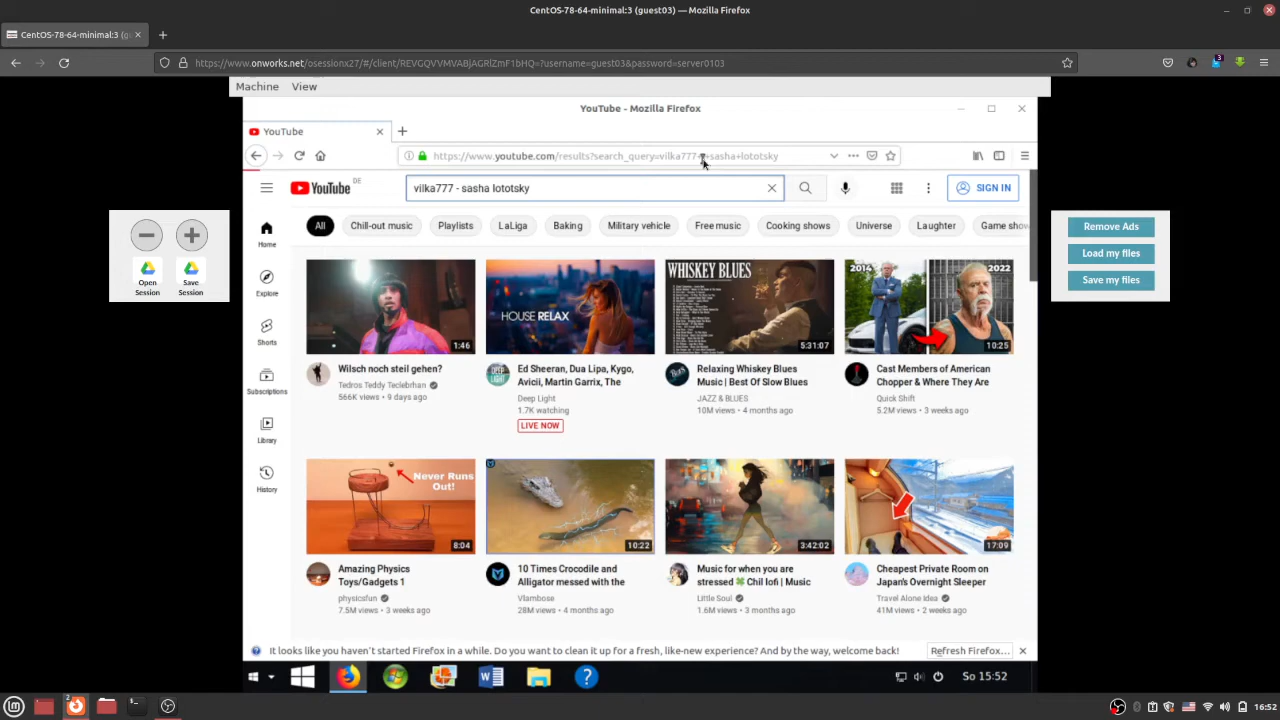 CentOS-78-64-minimal:3 (guest03) — Mozilla Firefox
CentOS-78-64-minimal:3 (g
https://www.onworks.net/osessionx27/#/client/REVGQVVMVABjAGRlZmF1bHQ=?username=guest03&password=server0103
3
Machine View
YouTube - Mozilla Firefox
YouTube
https://www.youtube.com/results?search_query=vilka777+-+sasha+lototsky
YouTube DE
vilka777 - sasha lototsky
SIGN IN
All
Chill-out music
Playlists
LaLiga
Baking
Military vehicle
Free music
Cooking shows
Universe
Laughter
Game show
Home
Explore
Shorts
Subscriptions
Library
History
Open Session
Save Session
Remove Ads
Load my files
Save my files
1:46
Wilsch noch steil gehen?
Tedros Teddy Teclebrhan
566K views • 9 days ago
HOUSE RELAX
Ed Sheeran, Dua Lipa, Kygo,
Avicii, Martin Garrix, The
Deep Light
1.7K watching
LIVE NOW
WHISKEY BLUES
5:31:07
Relaxing Whiskey Blues
Music | Best Of Slow Blues
JAZZ & BLUES
10M views • 4 months ago
2014
2022
10:25
Cast Members of American
Chopper & Where They Are
Quick Shift
5.2M views • 3 weeks ago
Never Runs
Out!
8:04
Amazing Physics
Toys/Gadgets 1
physicsfun
7.5M views • 3 weeks ago
10:22
10 Times Crocodile and
Alligator messed with the
Vlambose
28M views • 4 months ago
3:42:02
Music for when you are
stressed 🍀 Chil lofi | Music
Little Soul
1.6M views • 3 months ago
17:09
Cheapest Private Room on
Japan's Overnight Sleeper
Travel Alone Idea
41M views • 2 weeks ago
It looks like you haven't started Firefox in a while. Do you want to clean it up for a fresh, like-new experience? And by the way, welcome back!
Refresh Firefox...
So 15:52
2
16:52